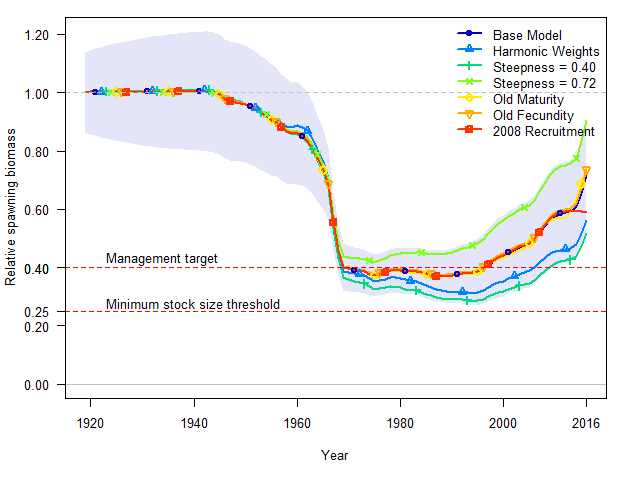 Relative spawning biomass
1.20
1.00
0.80
0.60
0.40
0.25
0.20
0.00
Base Model
Harmonic Weights
Steepness = 0.40
Steepness = 0.72
Old Maturity
Old Fecundity
2008 Recruitment
Management target
Minimum stock size threshold
1920 1940 1960 1980 2000 2016
Year